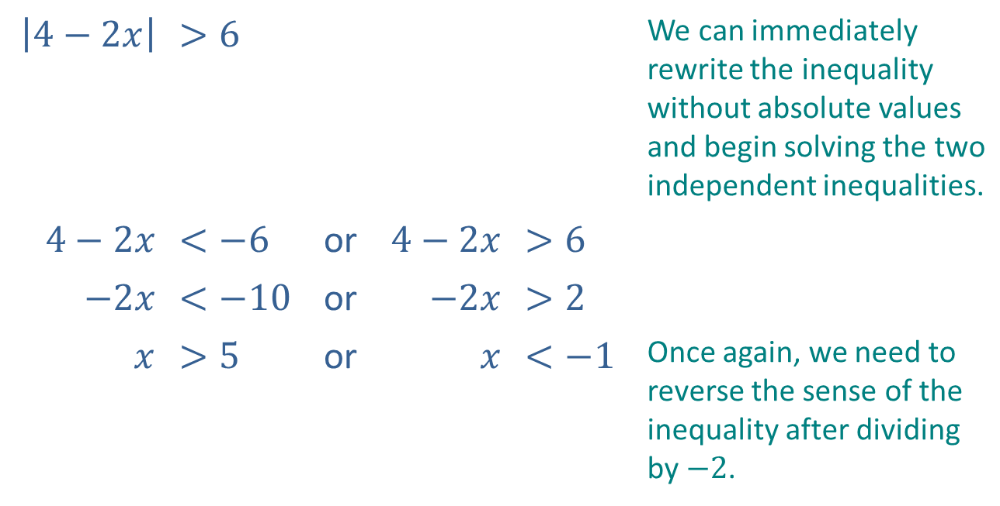 |4 − 2x| > 6
We can immediately
rewrite the inequality
without absolute values
and begin solving the two
independent inequalities.
4 − 2x < −6 or 4 − 2x > 6
−2x < −10 or −2x > 2
x > 5 or x < −1
Once again, we need to
reverse the sense of the
inequality after dividing
by −2.